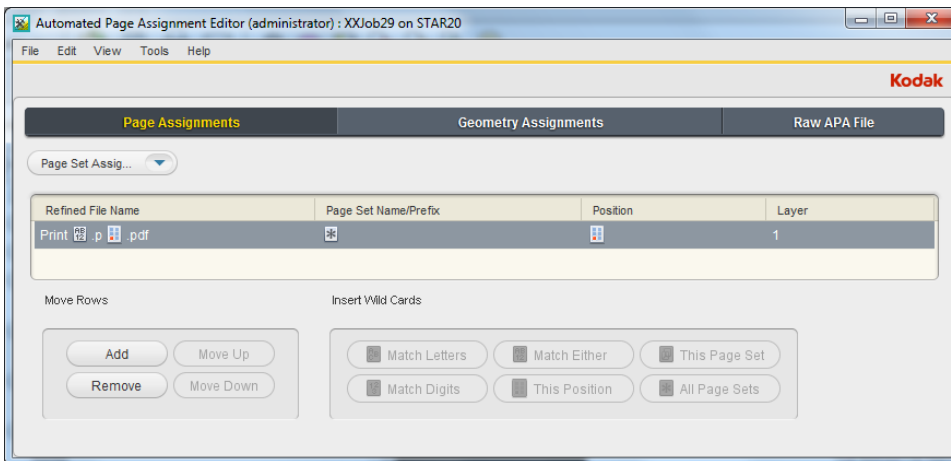 Automated Page Assignment Editor (administrator) : XXJob29 on STAR20
File Edit View Tools Help
Kodak
Page Assignments Geometry Assignments Raw APA File
Page Set Assig...
Refined File Name Page Set Name/Prefix Position Layer
Print AB 12 .p .pdf * 1
Move Rows Insert Wild Cards
Add Move Up Match Letters Match Either This Page Set
Remove Move Down Match Digits This Position All Page Sets